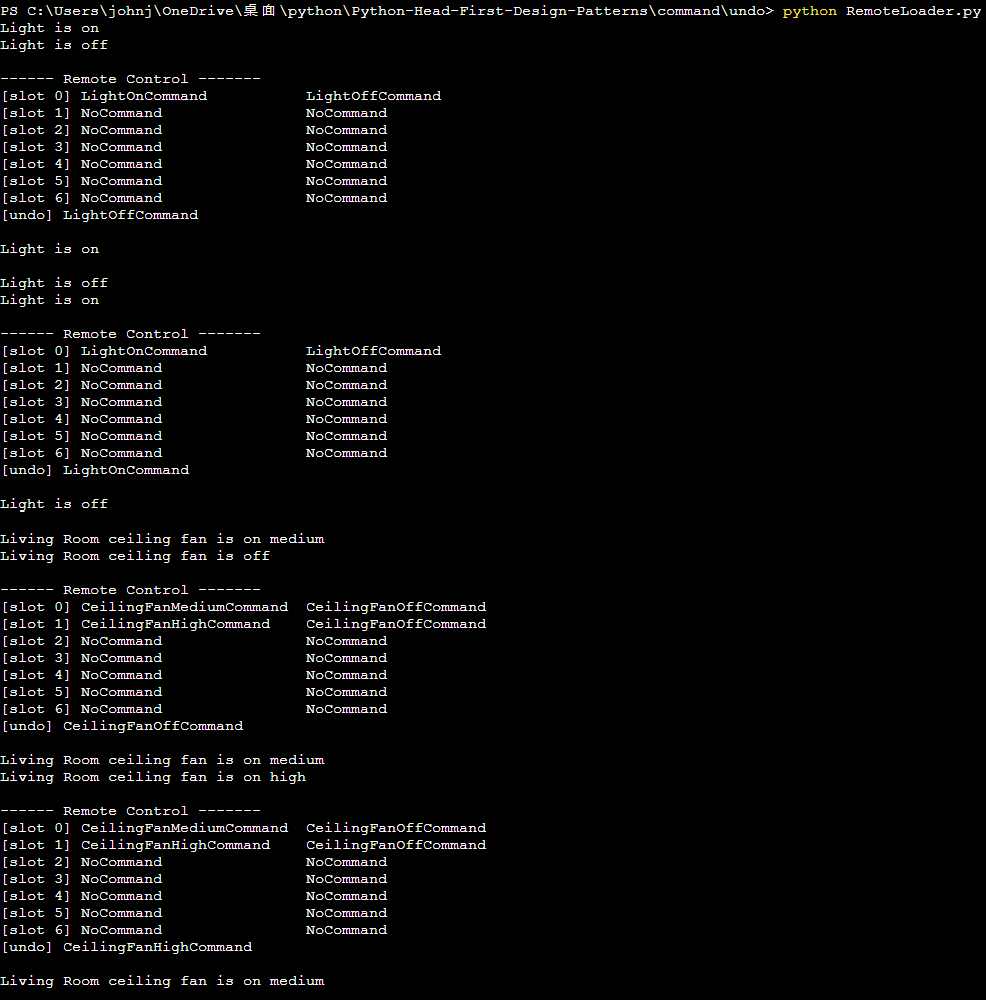 PS C:\Users\johnj\OneDrive\桌面\python\Python-Head-First-Design-Patterns\command\undo> python RemoteLoader.py
Light is on
Light is off

------ Remote Control -------
[slot 0] LightOnCommand           LightOffCommand
[slot 1] NoCommand                NoCommand
[slot 2] NoCommand                NoCommand
[slot 3] NoCommand                NoCommand
[slot 4] NoCommand                NoCommand
[slot 5] NoCommand                NoCommand
[slot 6] NoCommand                NoCommand
[undo] LightOffCommand

Light is on

Light is off
Light is on

------ Remote Control -------
[slot 0] LightOnCommand           LightOffCommand
[slot 1] NoCommand                NoCommand
[slot 2] NoCommand                NoCommand
[slot 3] NoCommand                NoCommand
[slot 4] NoCommand                NoCommand
[slot 5] NoCommand                NoCommand
[slot 6] NoCommand                NoCommand
[undo] LightOnCommand

Light is off

Living Room ceiling fan is on medium
Living Room ceiling fan is off

------ Remote Control -------
[slot 0] CeilingFanMediumCommand  CeilingFanOffCommand
[slot 1] CeilingFanHighCommand    CeilingFanOffCommand
[slot 2] NoCommand                NoCommand
[slot 3] NoCommand                NoCommand
[slot 4] NoCommand                NoCommand
[slot 5] NoCommand                NoCommand
[slot 6] NoCommand                NoCommand
[undo] CeilingFanOffCommand

Living Room ceiling fan is on medium
Living Room ceiling fan is on high

------ Remote Control -------
[slot 0] CeilingFanMediumCommand  CeilingFanOffCommand
[slot 1] CeilingFanHighCommand    CeilingFanOffCommand
[slot 2] NoCommand                NoCommand
[slot 3] NoCommand                NoCommand
[slot 4] NoCommand                NoCommand
[slot 5] NoCommand                NoCommand
[slot 6] NoCommand                NoCommand
[undo] CeilingFanHighCommand

Living Room ceiling fan is on medium